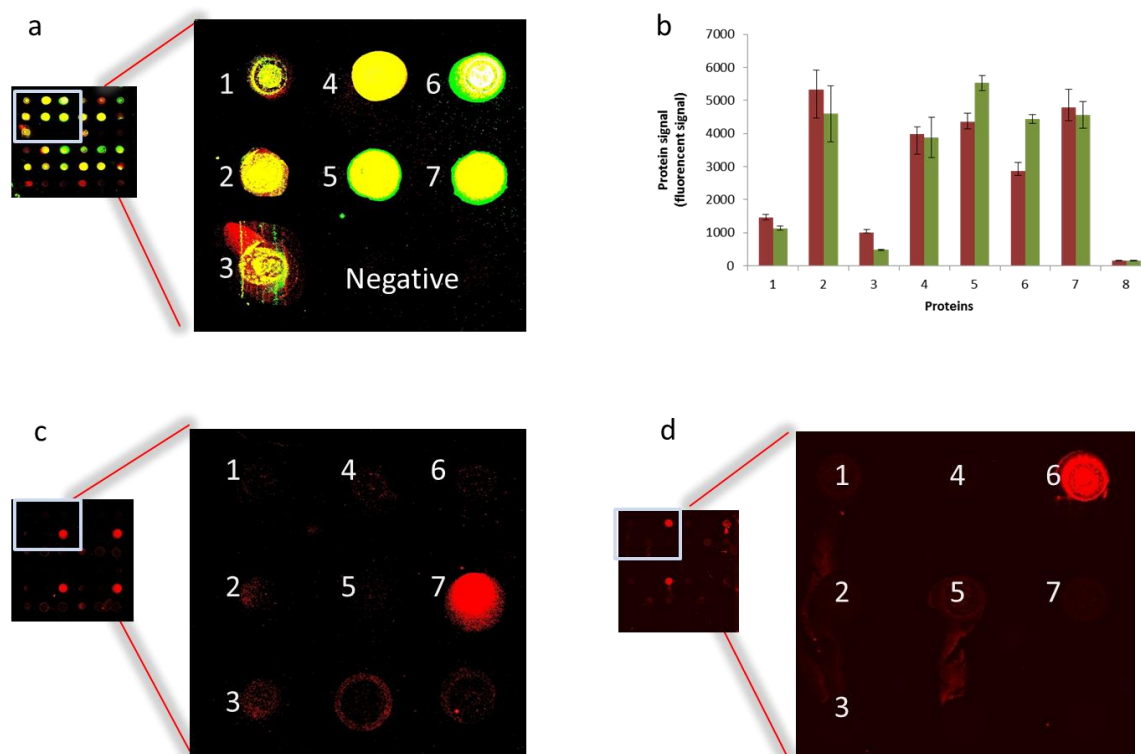 a
1 4 6
2 5 7
3
Negative
b
7000
6000
5000
4000
3000
2000
1000
0
Protein signal
(fluorencent signal)
1 2 3 4 5 6 7 8
Proteins
c
1 4 6
2 5 7
3
d
1 4 6
2 5 7
3